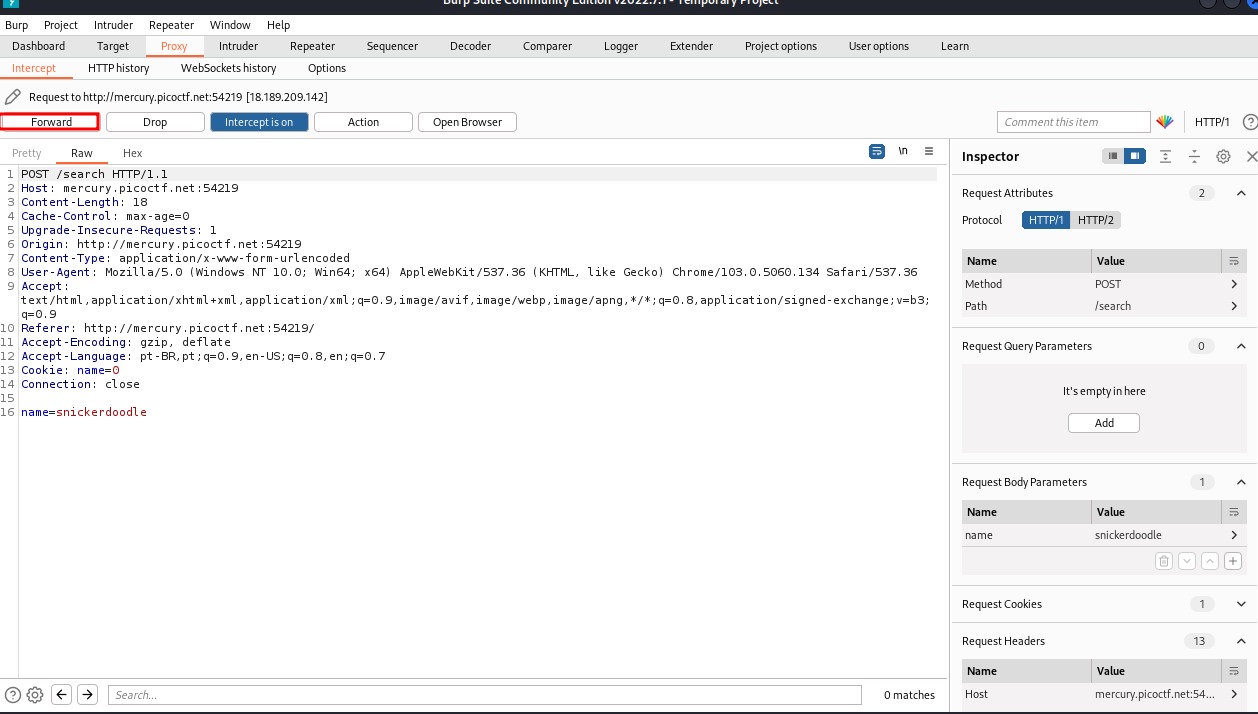 Burp Suite Community Edition v2022.7.1 - Temporary Project
Burp Project Intruder Repeater Window Help
Dashboard Target Proxy Intruder Repeater Sequencer Decoder Comparer Logger Extender Project options User options Learn
Intercept HTTP history WebSockets history Options
Request to http://mercury.picoctf.net:54219 [18.189.209.142]
Forward Drop Intercept is on Action Open Browser Comment this item HTTP/1 ?
Pretty Raw Hex \n
1 POST /search HTTP/1.1
2 Host: mercury.picoctf.net:54219
3 Content-Length: 18
4 Cache-Control: max-age=0
5 Upgrade-Insecure-Requests: 1
6 Origin: http://mercury.picoctf.net:54219
7 Content-Type: application/x-www-form-urlencoded
8 User-Agent: Mozilla/5.0 (Windows NT 10.0; Win64; x64) AppleWebKit/537.36 (KHTML, like Gecko) Chrome/103.0.5060.134 Safari/537.36
9 Accept:
text/html,application/xhtml+xml,application/xml;q=0.9,image/avif,image/webp,image/apng,*/*;q=0.8,application/signed-exchange;v=b3;
q=0.9
10 Referer: http://mercury.picoctf.net:54219/
11 Accept-Encoding: gzip, deflate
12 Accept-Language: pt-BR,pt;q=0.9,en-US;q=0.8,en;q=0.7
13 Cookie: name=0
14 Connection: close
15
16 name=snickerdoodle
? Search... 0 matches
Inspector
Request Attributes 2
Protocol HTTP/1 HTTP/2
Name Value
Method POST
Path /search
Request Query Parameters 0
It's empty in here
Add
Request Body Parameters 1
Name Value
name snickerdoodle
Request Cookies 1
Request Headers 13
Name Value
Host mercury.picoctf.net:54...